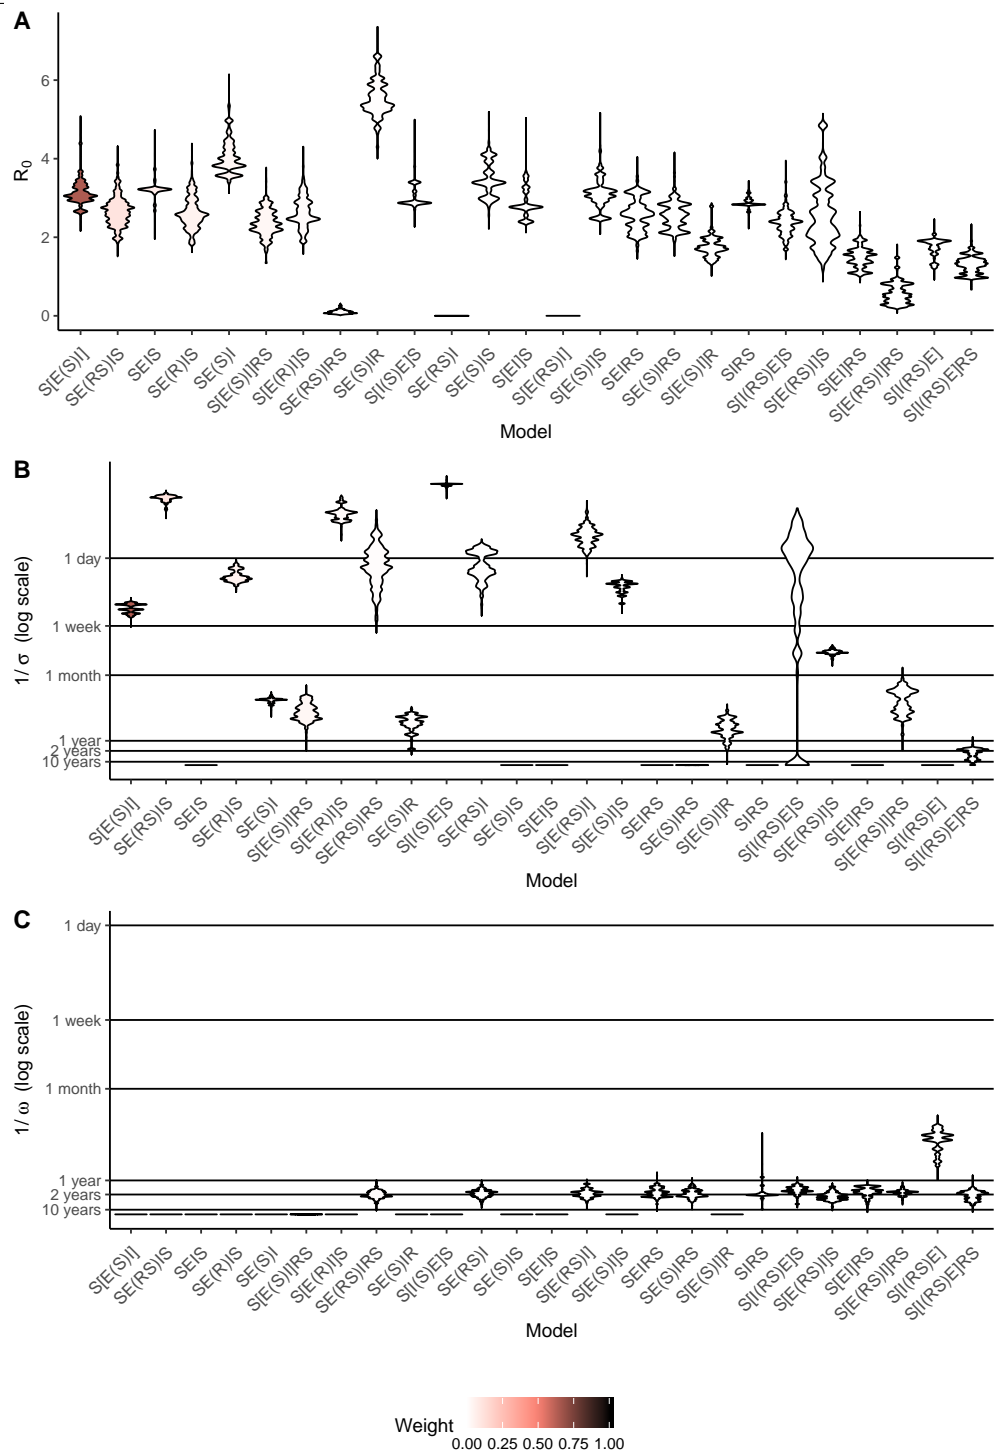 A
R0
6
4
2
0
S[E(S)I]
SE(RS)IS
SEIS
SE(R)IS
SE(S)I
S[E(S)I]RS
S[E(R)I]S
SE(RS)IRS
SE(S)IR
S[I(S)E]S
SE(RS)I
SE(S)IS
S[EI]S
S[E(RS)I]
S[E(S)I]S
SEIRS
SE(S)IRS
S[E(S)I]R
SIRS
S[I(RS)E]S
S[E(RS)I]S
S[EI]RS
S[E(RS)I]RS
S[I(RS)E]
S[I(RS)E]RS
Model
B
1/ σ (log scale)
1 day
1 week
1 month
1 year
2 years
10 years
S[E(S)I]
SE(RS)IS
SEIS
SE(R)IS
SE(S)I
S[E(S)I]RS
S[E(R)I]S
SE(RS)IRS
SE(S)IR
S[I(S)E]S
SE(RS)I
SE(S)IS
S[EI]S
S[E(RS)I]
S[E(S)I]S
SEIRS
SE(S)IRS
S[E(S)I]R
SIRS
S[I(RS)E]S
S[E(RS)I]S
S[EI]RS
S[E(RS)I]RS
S[I(RS)E]
S[I(RS)E]RS
Model
C
1/ ω (log scale)
1 day
1 week
1 month
1 year
2 years
10 years
S[E(S)I]
SE(RS)IS
SEIS
SE(R)IS
SE(S)I
S[E(S)I]RS
S[E(R)I]S
SE(RS)IRS
SE(S)IR
S[I(S)E]S
SE(RS)I
SE(S)IS
S[EI]S
S[E(RS)I]
S[E(S)I]S
SEIRS
SE(S)IRS
S[E(S)I]R
SIRS
S[I(RS)E]S
S[E(RS)I]S
S[EI]RS
S[E(RS)I]RS
S[I(RS)E]
S[I(RS)E]RS
Model
Weight
0.00 0.25 0.50 0.75 1.00